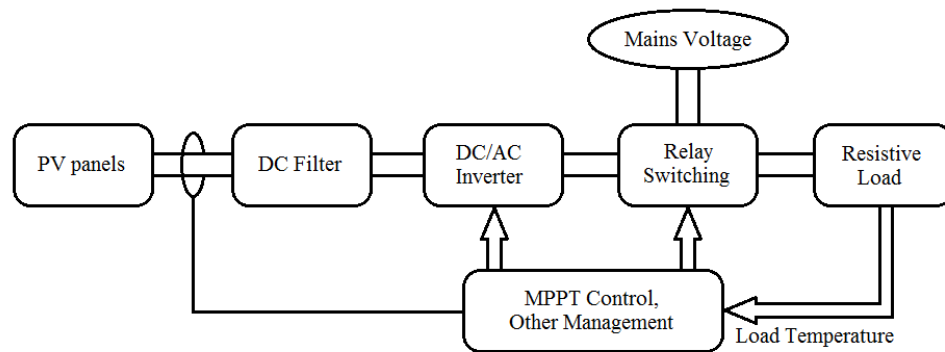 Mains Voltage
PV panels
DC Filter
DC/AC
Inverter
Relay
Switching
Resistive
Load
MPPT Control,
Other Management
Load Temperature